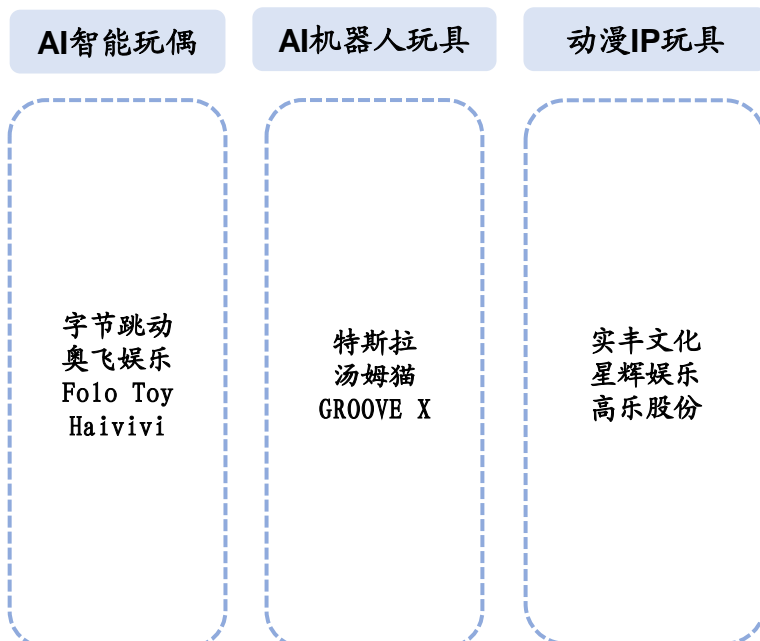 AI智能玩偶
AI机器人玩具
动漫IP玩具
字节跳动
奥飞娱乐
Folo Toy
Haivivi
特斯拉
汤姆猫
GROOVE X
实丰文化
星辉娱乐
高乐股份